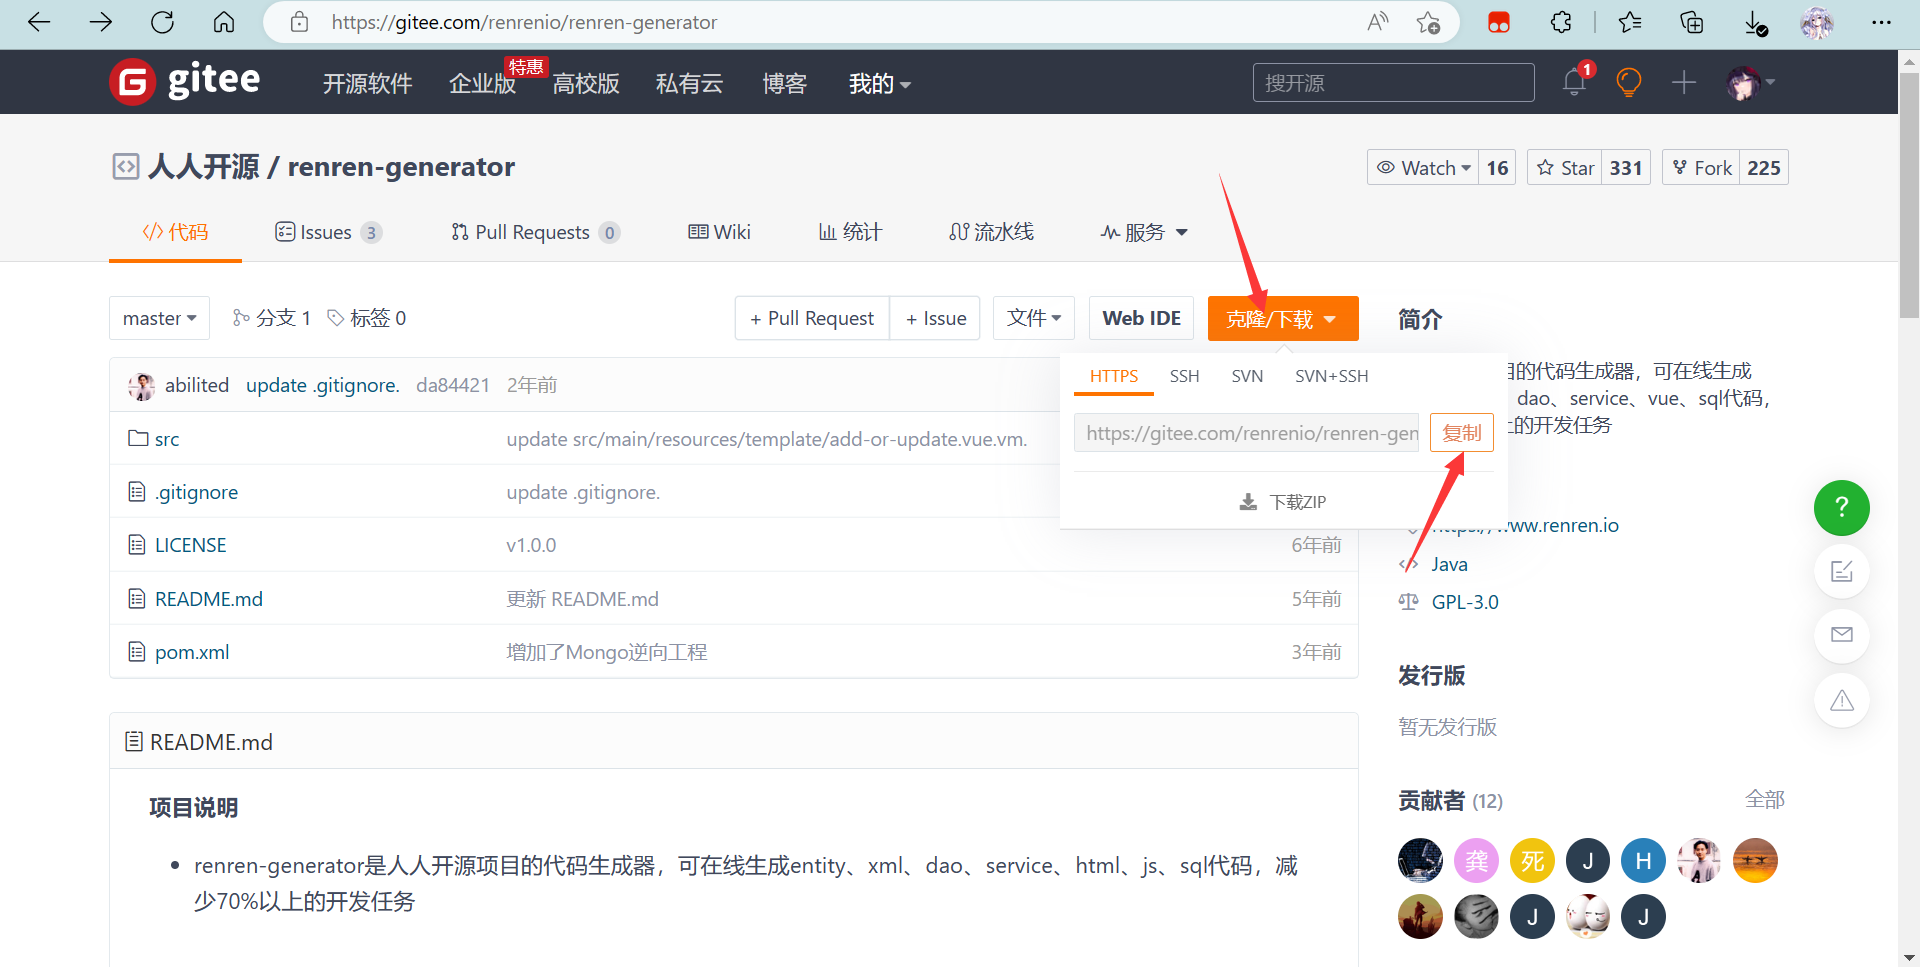 https://gitee.com/renrenio/renren-generator
gitee
开源软件
企业版
特惠
高校版
私有云
博客
我的
搜开源
1
人人开源 / renren-generator
Watch 16
Star 331
Fork 225
代码
Issues 3
Pull Requests 0
Wiki
统计
流水线
服务
master
分支 1
标签 0
+ Pull Request
+ Issue
文件
Web IDE
克隆/下载
简介
HTTPS
SSH
SVN
SVN+SSH
https://gitee.com/renrenio/renren-gen
复制
下载ZIP
目的代码生成器，可在线生成
dao、service、vue、sql代码，
上的开发任务
abilited update .gitignore. da84421 2年前
src update src/main/resources/template/add-or-update.vue.vm.
.gitignore update .gitignore.
LICENSE v1.0.0 6年前
README.md 更新 README.md 5年前
pom.xml 增加了Mongo逆向工程 3年前
https://www.renren.io
Java
GPL-3.0
发行版
暂无发行版
贡献者 (12)
全部
龚
死
J
H
J
J
README.md
项目说明
renren-generator是人人开源项目的代码生成器，可在线生成entity、xml、dao、service、html、js、sql代码，减
少70%以上的开发任务
?